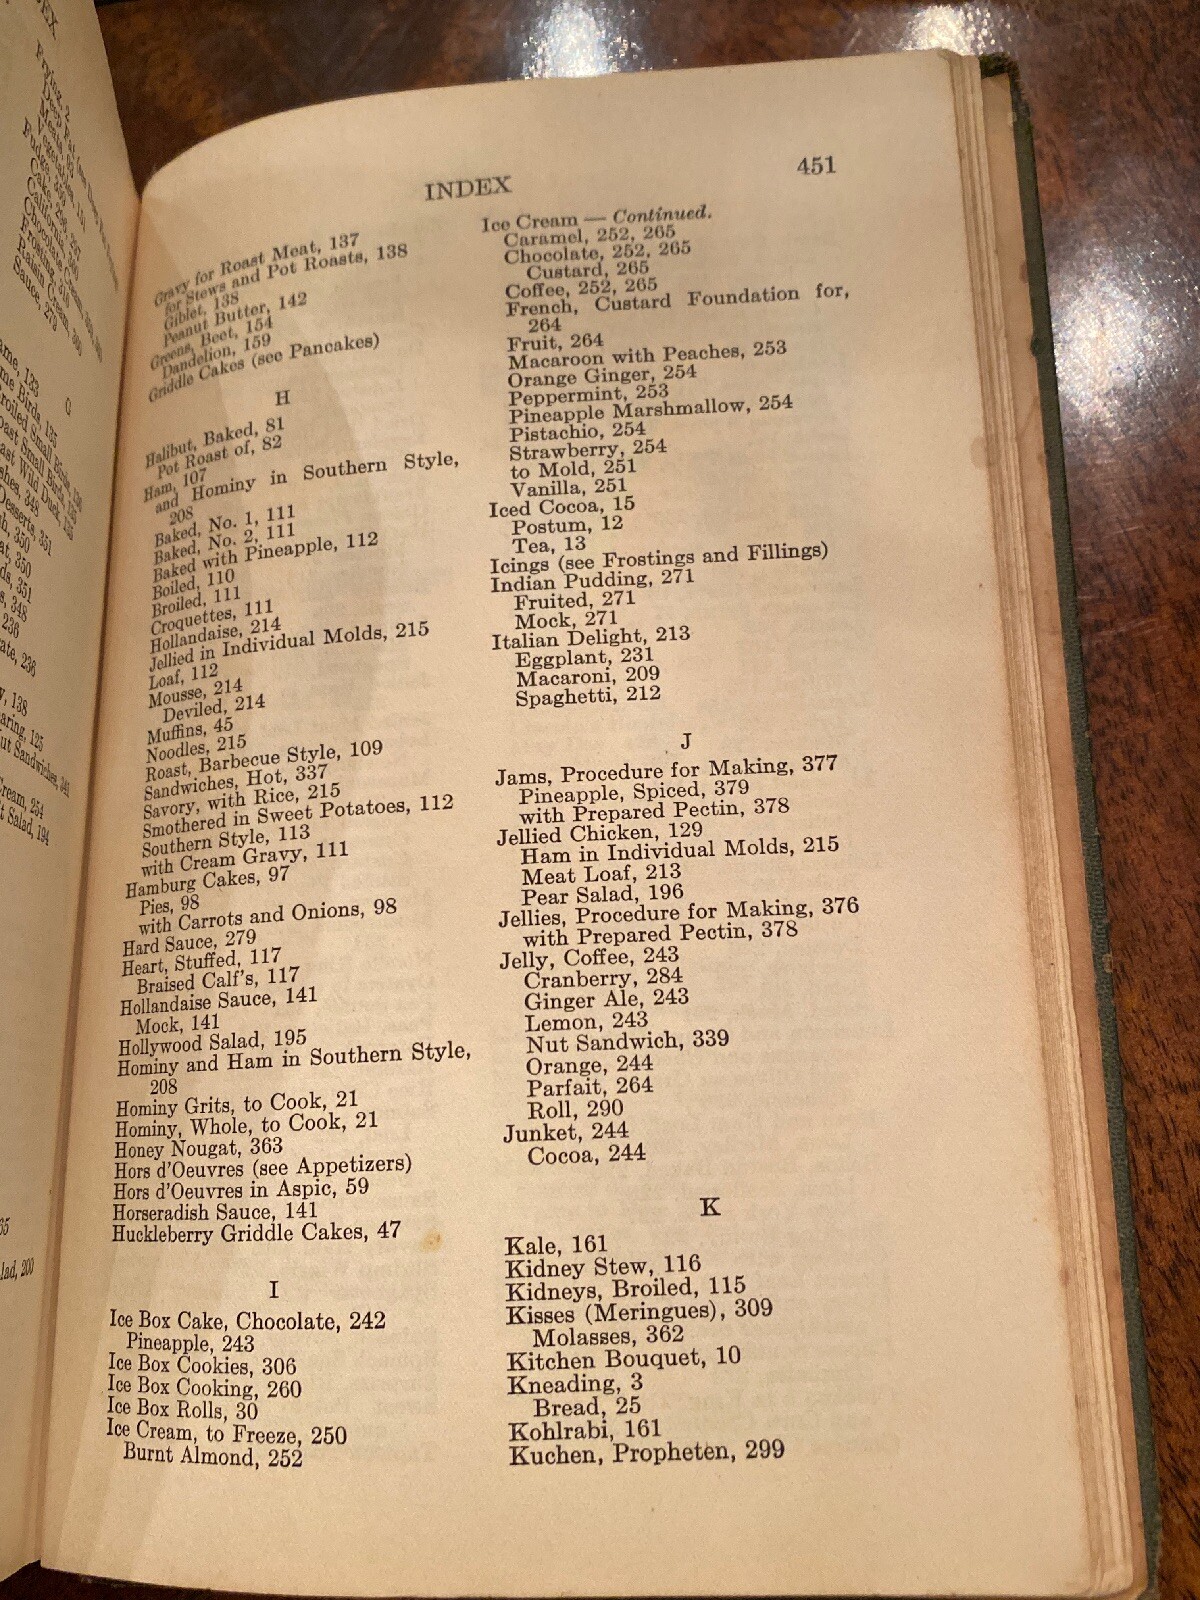 DEX
Frying, 2
Meats, 63
Fudge, 359
Sauce, 279
G
INDEX
451
Gravy for Roast Meat, 137
for Stews and Pot Roasts, 138
Giblet, 138
Peanut Butter, 142
Greens, Beet, 154
Dandelion, 159
Griddle Cakes (see Pancakes)
H
Halibut, Baked, 81
Pot Roast of, 82
Ham, 107
and Hominy in Southern Style,
208
Baked, No. 1, 111
Baked, No. 2, 111
Baked with Pineapple, 112
Boiled, 110
Broiled, 111
Croquettes, 111
Hollandaise, 214
Jellied in Individual Molds, 215
Loaf, 112
Mousse, 214
Deviled, 214
Muffins, 45
Noodles, 215
Roast, Barbecue Style, 109
Sandwiches, Hot, 337
Savory, with Rice, 215
Smothered in Sweet Potatoes, 112
Southern Style, 113
with Cream Gravy, 111
Hamburg Cakes, 97
Pies, 98
with Carrots and Onions, 98
Hard Sauce, 279
Heart, Stuffed, 117
Braised Calf's, 117
Hollandaise Sauce, 141
Mock, 141
Hollywood Salad, 195
Hominy and Ham in Southern Style,
208
Hominy Grits, to Cook, 21
Hominy, Whole, to Cook, 21
Honey Nougat, 363
Hors d'Oeuvres (see Appetizers)
Hors d'Oeuvres in Aspic, 59
Horseradish Sauce, 141
Huckleberry Griddle Cakes, 47
I
Ice Box Cake, Chocolate, 242
Pineapple, 243
Ice Box Cookies, 306
Ice Box Cooking, 260
Ice Box Rolls, 30
Ice Cream, to Freeze, 250
Burnt Almond, 252
Ice Cream — Continued.
Caramel, 252, 265
Chocolate, 252, 265
Custard, 265
Coffee, 252, 265
French, Custard Foundation for,
264
Fruit, 264
Macaroon with Peaches, 253
Orange Ginger, 254
Peppermint, 253
Pineapple Marshmallow, 254
Pistachio, 254
Strawberry, 254
to Mold, 251
Vanilla, 251
Iced Cocoa, 15
Postum, 12
Tea, 13
Icings (see Frostings and Fillings)
Indian Pudding, 271
Fruited, 271
Mock, 271
Italian Delight, 213
Eggplant, 231
Macaroni, 209
Spaghetti, 212
J
Jams, Procedure for Making, 377
Pineapple, Spiced, 379
with Prepared Pectin, 378
Jellied Chicken, 129
Ham in Individual Molds, 215
Meat Loaf, 213
Pear Salad, 196
Jellies, Procedure for Making, 376
with Prepared Pectin, 378
Jelly, Coffee, 243
Cranberry, 284
Ginger Ale, 243
Lemon, 243
Nut Sandwich, 339
Orange, 244
Parfait, 264
Roll, 290
Junket, 244
Cocoa, 244
K
Kale, 161
Kidney Stew, 116
Kidneys, Broiled, 115
Kisses (Meringues), 309
Molasses, 362
Kitchen Bouquet, 10
Kneading, 3
Bread, 25
Kohlrabi, 161
Kuchen, Propheten, 299